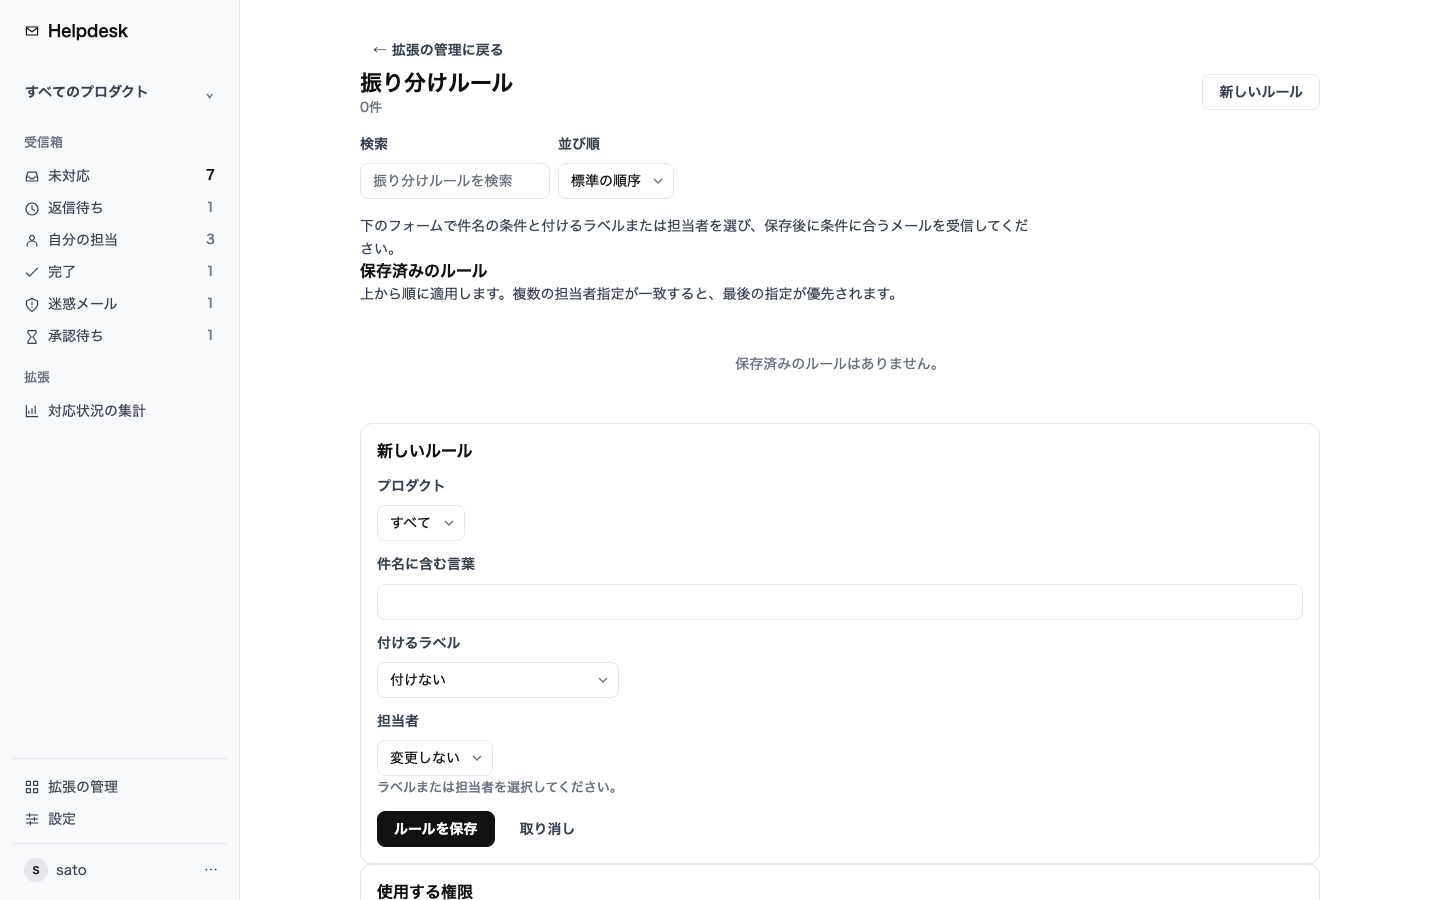 Helpdesk
すべてのプロダクト
受信箱
未対応 7
返信待ち 1
自分の担当 3
完了 1
迷惑メール 1
承認待ち 1
拡張
対応状況の集計
拡張の管理
設定
S sato ...
← 拡張の管理に戻る
振り分けルール
0件
新しいルール
検索 並び順
振り分けルールを検索 標準の順序
下のフォームで件名の条件と付けるラベルまたは担当者を選び、保存後に条件に合うメールを受信してくだ
さい。
保存済みのルール
上から順に適用します。複数の担当者指定が一致すると、最後の指定が優先されます。
保存済みのルールはありません。
新しいルール
プロダクト
すべて
件名に含む言葉
付けるラベル
付けない
担当者
変更しない
ラベルまたは担当者を選択してください。
ルールを保存 取り消し
使用する権限